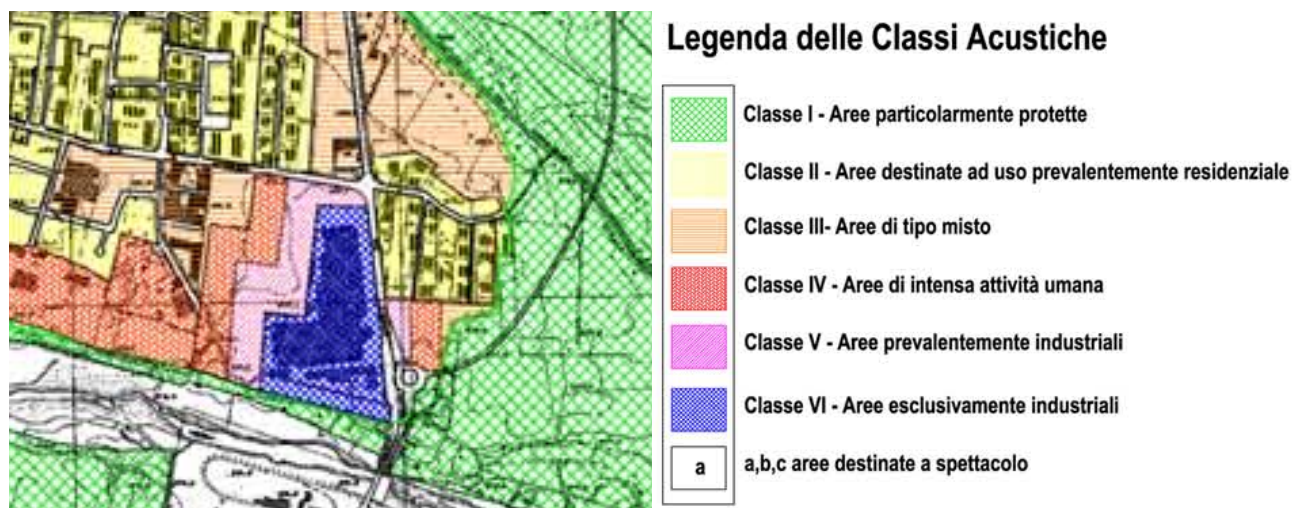 Legenda delle Classi Acustiche
Classe I - Aree particolarmente protette
Classe II - Aree destinate ad uso prevalentemente residenziale
Classe III- Aree di tipo misto
Classe IV - Aree di intensa attività umana
Classe V - Aree prevalentemente industriali
Classe VI - Aree esclusivamente industriali
a a,b,c aree destinate a spettacolo